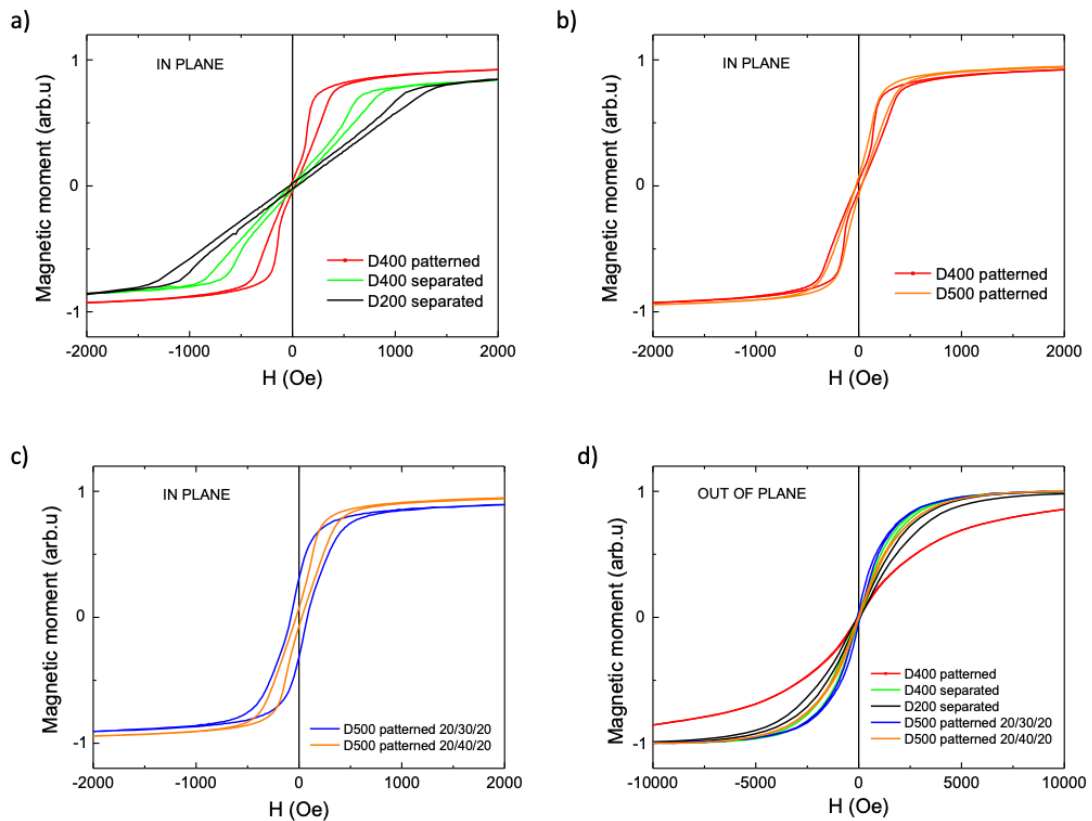 a)
IN PLANE
Magnetic moment (arb.u)
1
0
-1
D400 patterned
D400 separated
D200 separated
-2000 -1000 0 1000 2000
H (Oe)
b)
IN PLANE
Magnetic moment (arb.u)
1
0
-1
D400 patterned
D500 patterned
-2000 -1000 0 1000 2000
H (Oe)
c)
IN PLANE
Magnetic moment (arb.u)
1
0
-1
D500 patterned 20/30/20
D500 patterned 20/40/20
-2000 -1000 0 1000 2000
H (Oe)
d)
OUT OF PLANE
Magnetic moment (arb.u)
1
0
-1
D400 patterned
D400 separated
D200 separated
D500 patterned 20/30/20
D500 patterned 20/40/20
-10000 -5000 0 5000 10000
H (Oe)